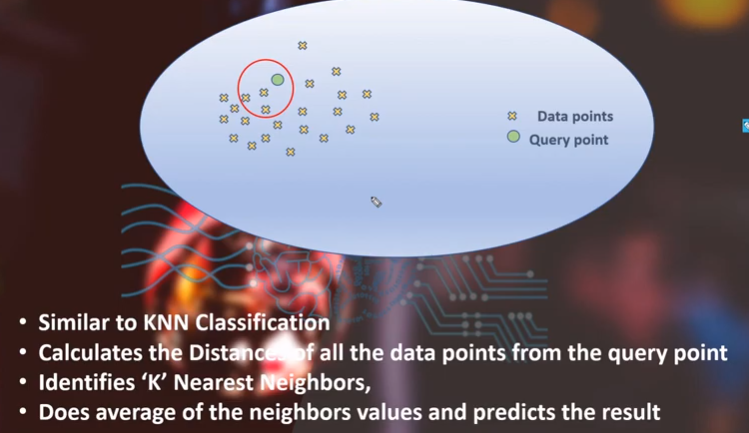 Data points
Query point
• Similar to KNN Classification
• Calculates the Distances of all the data points from the query point
• Identifies ‘K’ Nearest Neighbors,
• Does average of the neighbors values and predicts the result